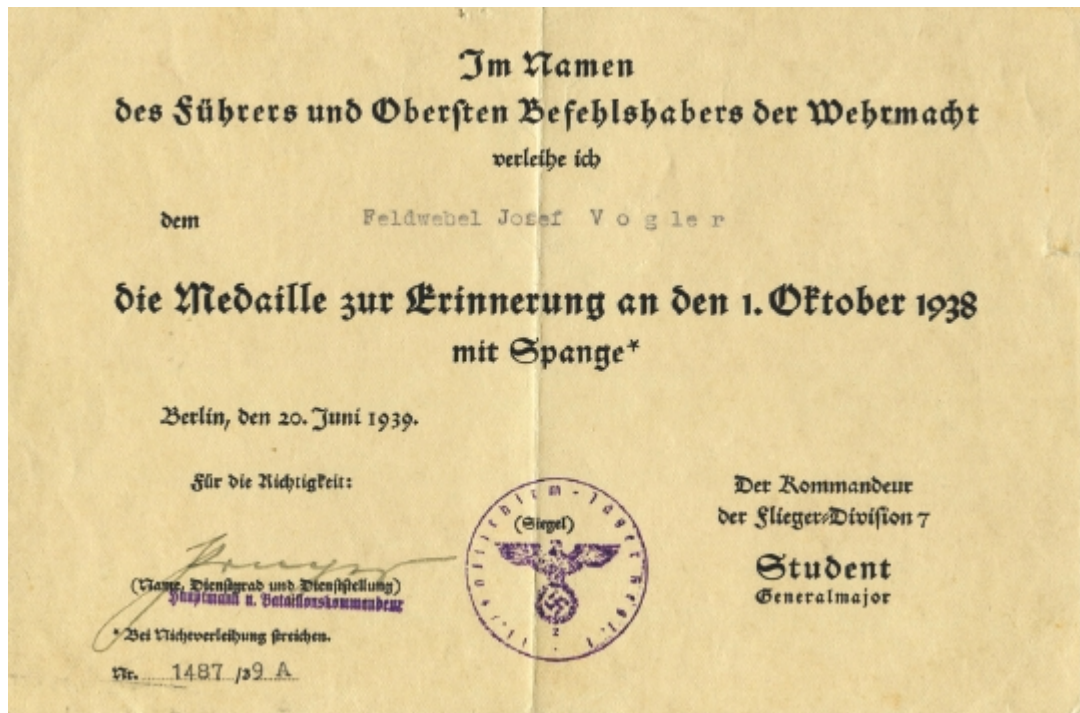 Im Namen
des Führers und Obersten Befehlshabers der Wehrmacht
verleihe ich
dem Feldwebel Josef Vogler
die Medaille zur Erinnerung an den 1. Oktober 1938
mit Spange*
Berlin, den 20. Juni 1939.
Für die Richtigkeit:
(Name, Dienstgrad und Dienststellung)
Hauptmann u. Bataillonskommandeur
* Bei Nichtverleihung streichen.
Nr. 1487 /39 A
(Siegel)
2
Der Kommandeur
der Flieger-Division 7
Student
Generalmajor